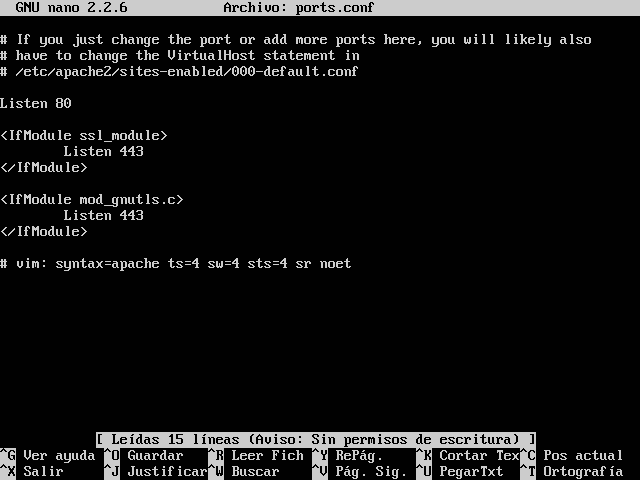 GNU nano 2.2.6 Archivo: ports.conf
# If you just change the port or add more ports here, you will likely also
# have to change the VirtualHost statement in
# /etc/apache2/sites-enabled/000-default.conf
Listen 80
<IfModule ssl_module>
Listen 443
</IfModule>
<IfModule mod_gnutls.c>
Listen 443
</IfModule>
# vim: syntax=apache ts=4 sw=4 sts=4 sr noet
[ Leídas 15 líneas (Aviso: Sin permisos de escritura) ]
^G Ver ayuda ^O Guardar ^R Leer Fich ^Y RePág. ^K Cortar Tex^C Pos actual
^X Salir ^J Justificar^W Buscar ^V Pág. Sig. ^U PegarTxt ^T Ortografía